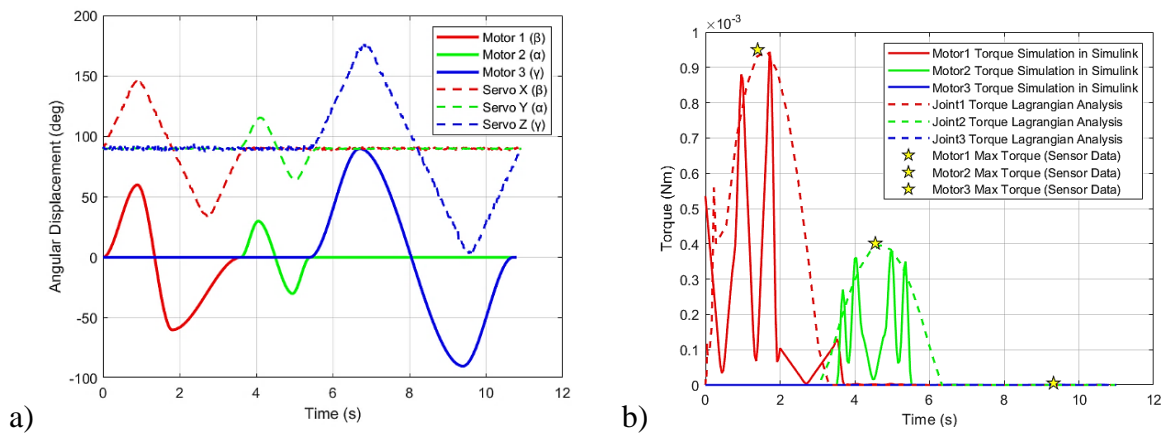 200
150
100
50
0
-50
-100
0 2 4 6 8 10 12
Angular Displacement (deg)
Time (s)
Motor 1 (β)
Motor 2 (α)
Motor 3 (γ)
Servo X (β)
Servo Y (α)
Servo Z (γ)
a)
×10⁻³
1
0.9
0.8
0.7
0.6
0.5
0.4
0.3
0.2
0.1
0
0 2 4 6 8 10 12
Torque (Nm)
Time (s)
Motor1 Torque Simulation in Simulink
Motor2 Torque Simulation in Simulink
Motor3 Torque Simulation in Simulink
Joint1 Torque Lagrangian Analysis
Joint2 Torque Lagrangian Analysis
Joint3 Torque Lagrangian Analysis
Motor1 Max Torque (Sensor Data)
Motor2 Max Torque (Sensor Data)
Motor3 Max Torque (Sensor Data)
b)